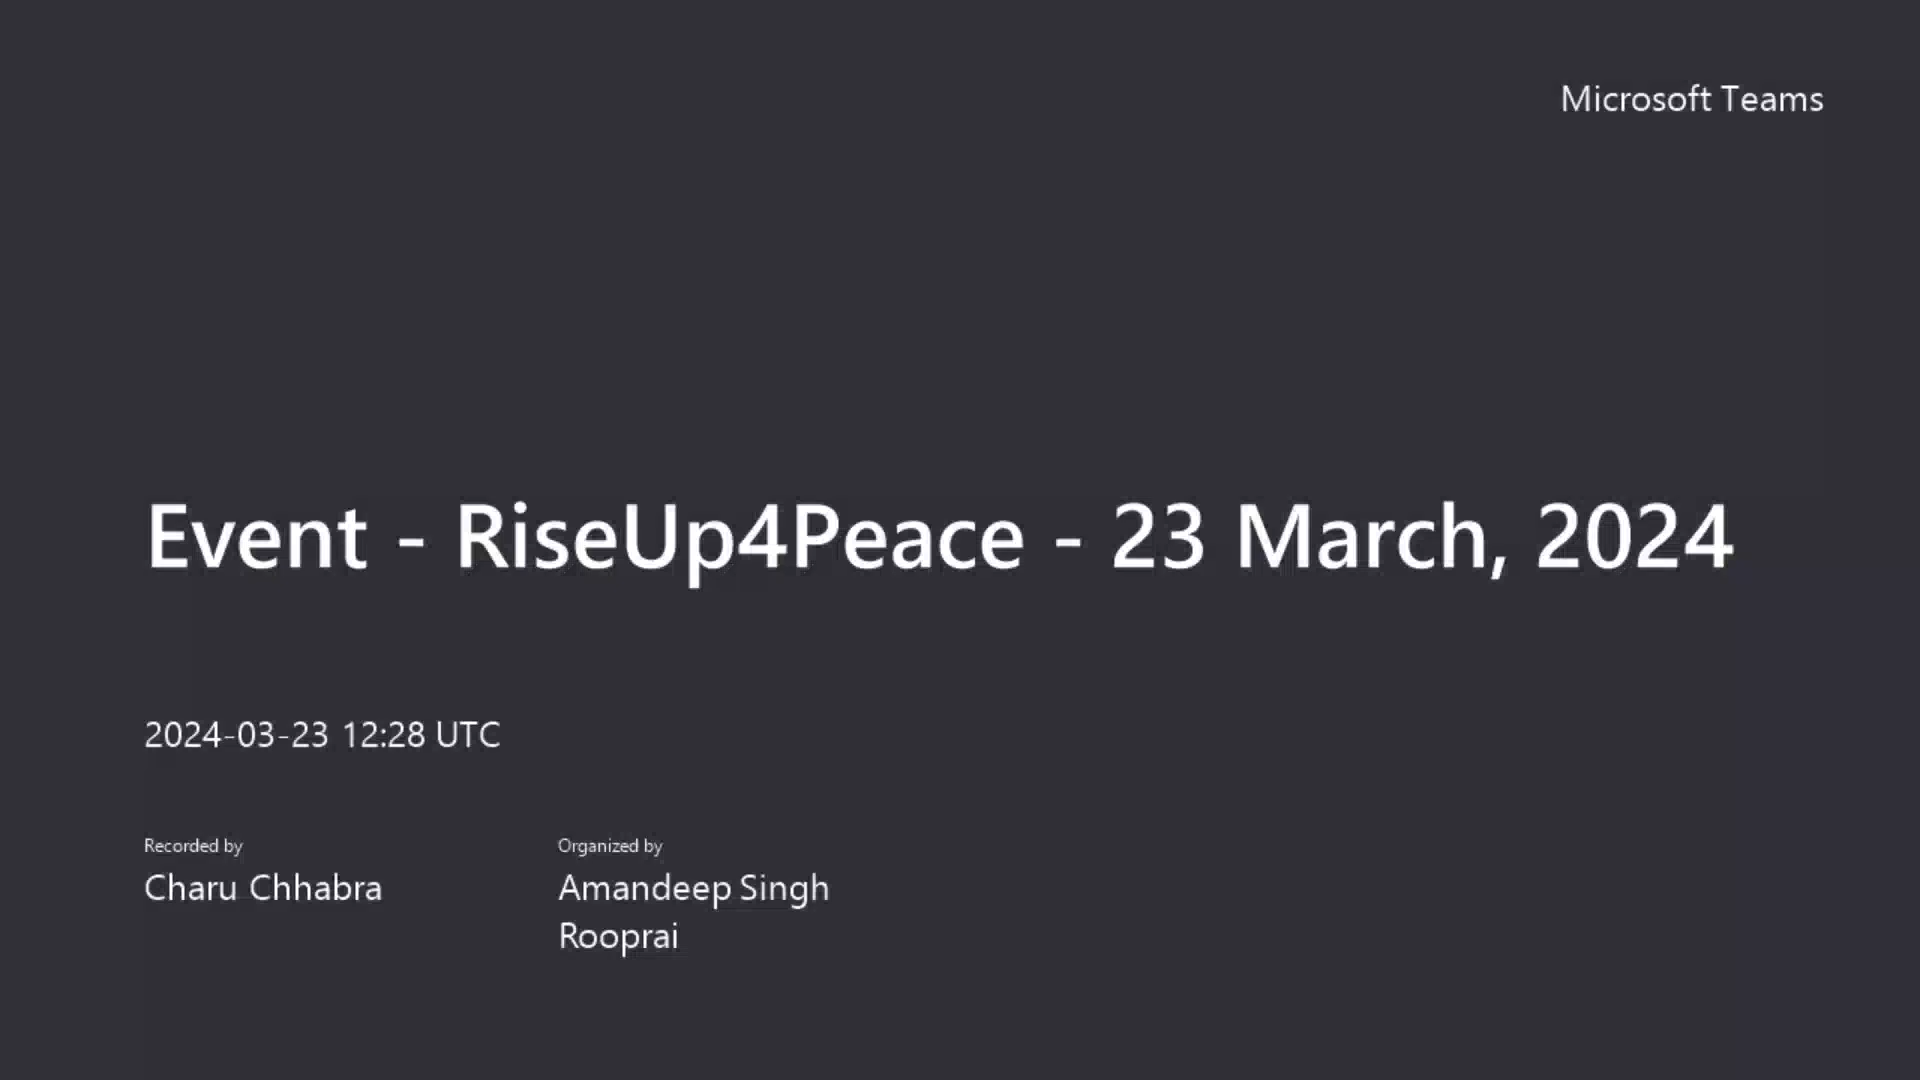 Microsoft Teams
Event - RiseUp4Peace - 23 March, 2024
2024-03-23 12:28 UTC
Recorded by
Charu Chhabra
Organized by
Amandeep Singh
Rooprai